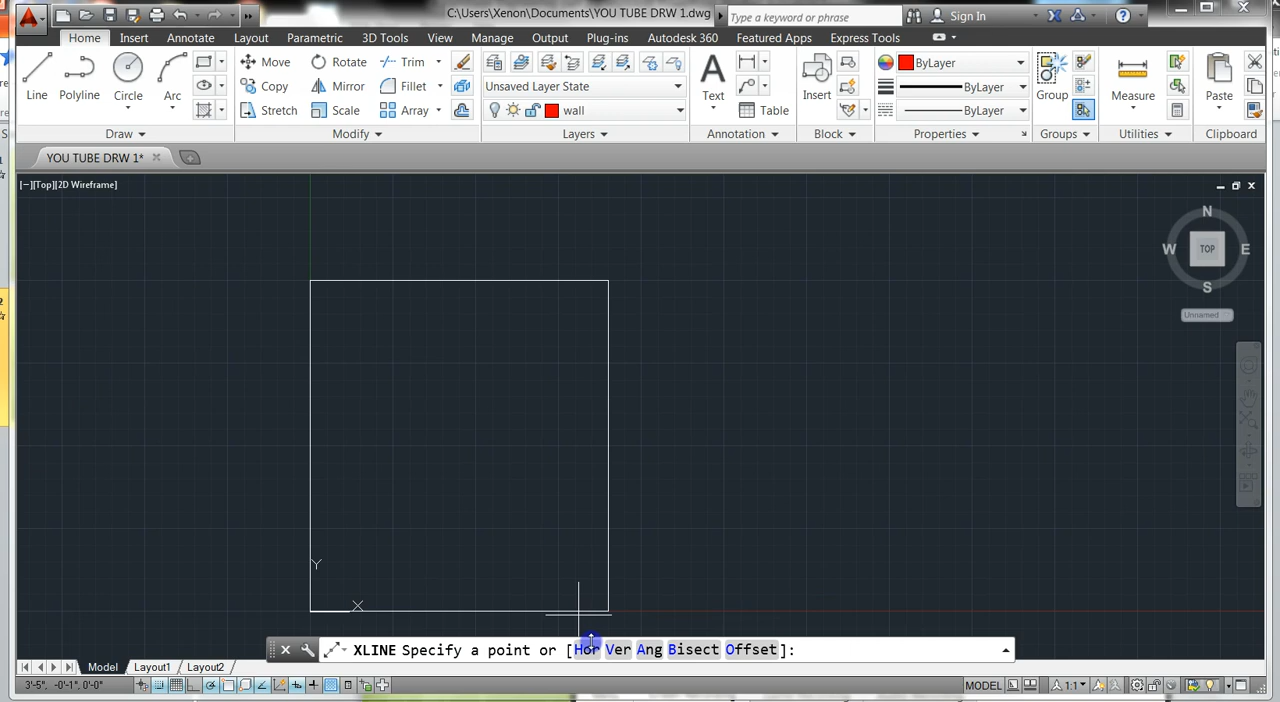 C:\Users\Xenon\Documents\YOU TUBE DRW 1.dwg
Type a keyword or phrase
Sign In
Home Insert Annotate Layout Parametric 3D Tools View Manage Output Plug-ins Autodesk 360 Featured Apps Express Tools
Line Polyline Circle Arc
Move Rotate Trim
Copy Mirror Fillet
Stretch Scale Array
Unsaved Layer State
wall
Text
Table
Insert
ByLayer
ByLayer
ByLayer
Group
Measure
Paste
Draw Modify Layers Annotation Block Properties Groups Utilities Clipboard
YOU TUBE DRW 1*
[−][Top][2D Wireframe]
N
W TOP E
S
Unnamed
Y
X
XLINE Specify a point or [Hor Ver Ang Bisect Offset]:
Model Layout1 Layout2
3'-5", -0'-1", 0'-0"
MODEL
1:1